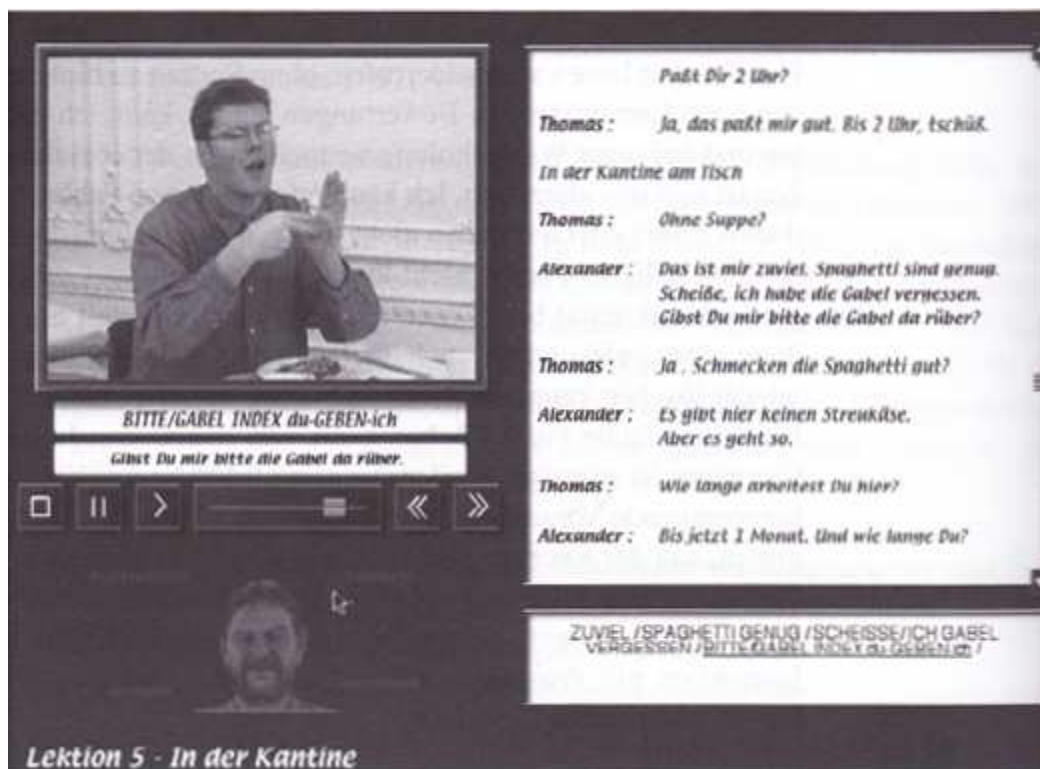 BITTE/GABEL INDEX du-GEBEN-ich
Gibst Du mir bitte die Gabel da rüber.
Paßt Dir 2 Uhr?
Thomas : Ja, das paßt mir gut. Bis 2 Uhr, tschüß.
In der Kantine am Tisch
Thomas : Ohne Suppe?
Alexander : Das ist mir zuviel. Spaghetti sind genug.
Scheiße, ich habe die Gabel vergessen.
Gibst Du mir bitte die Gabel da rüber?
Thomas : Ja . Schmecken die Spaghetti gut?
Alexander : Es gibt hier keinen Streukäse.
Aber es geht so.
Thomas : Wie lange arbeitest Du hier?
Alexander : Bis jetzt 1 Monat. Und wie lange Du?
ZUVIEL /SPAGHETTI GENUG /SCHEISSE/ICH GABEL
VERGESSEN /BITTE/GABEL INDEX du-GEBEN-ich /
Lektion 5 - In der Kantine